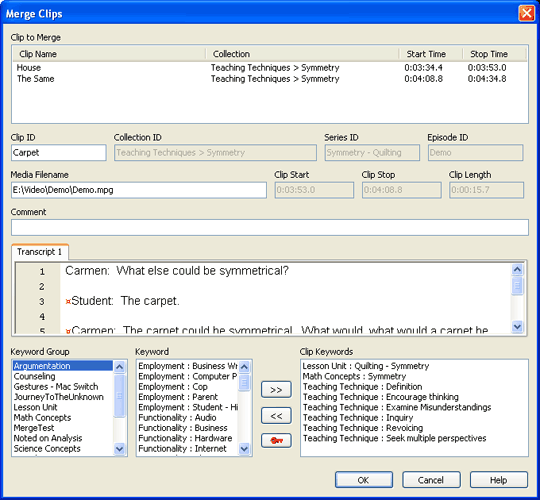 Merge Clips
Clip to Merge
Clip Name Collection Start Time Stop Time
House Teaching Techniques > Symmetry 0:03:34.4 0:03:53.0
The Same Teaching Techniques > Symmetry 0:04:08.8 0:04:34.8
Clip ID Collection ID Series ID Episode ID
Carpet Teaching Techniques > Symmetry Symmetry - Quilting Demo
Media Filename Clip Start Clip Stop Clip Length
E:\Video\Demo\Demo.mpg 0:03:53.0 0:04:08.8 0:00:15.7
Comment
Transcript 1
1 Carmen: What else could be symmetrical?
2
3 ¤Student: The carpet.
4
5 ¤Carmen: The carpet could be symmetrical. What would, what would a carpet be
Keyword Group Keyword Clip Keywords
Argumentation Employment : Business Wr Lesson Unit : Quilting - Symmetry
Counseling Employment : Computer P Math Concepts : Symmetry
Gestures - Mac Switch Employment : Cop Teaching Technique : Definition
JourneyToTheUnknown Employment : Parent >> Teaching Technique : Encourage thinking
Lesson Unit Employment : Student - Hi Teaching Technique : Examine Misunderstandings
Math Concepts Functionality : Audio << Teaching Technique : Inquiry
MergeTest Functionality : Business Teaching Technique : Revoicing
Noted on Analysis Functionality : Hardware Teaching Technique : Seek multiple perspectives
Science Concepts Functionality : Internet
OK Cancel Help